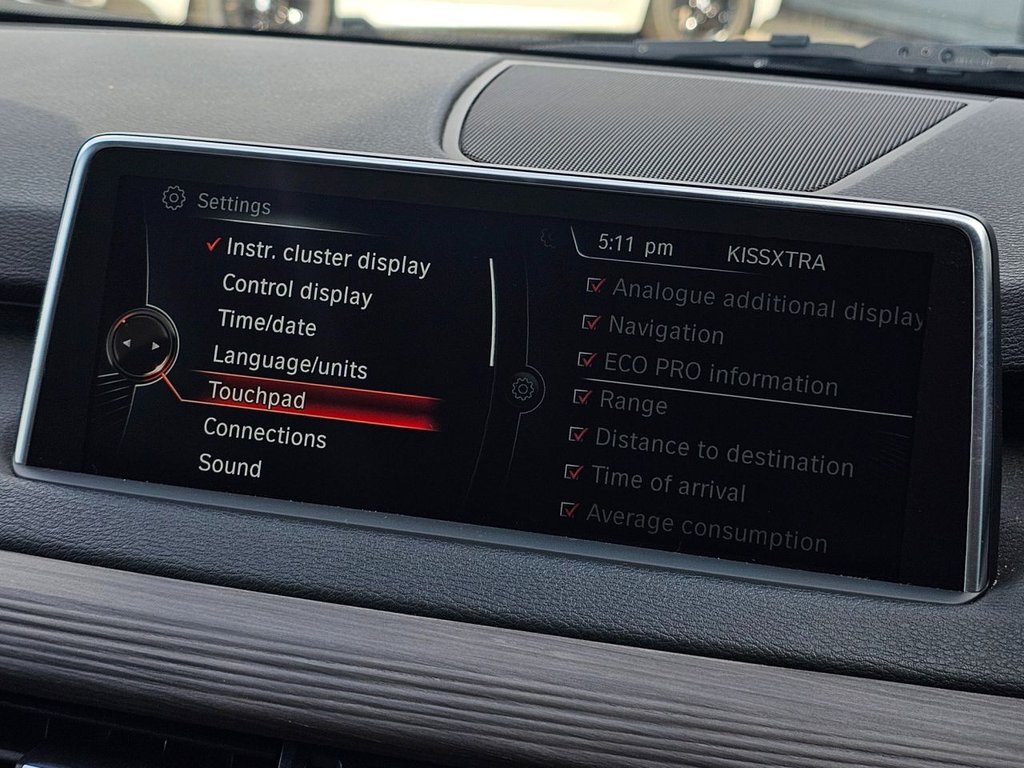 Settings
Instr. cluster display
Control display
Time/date
Language/units
Touchpad
Connections
Sound
5:11 pm KISSXTRA
Analogue additional display
Navigation
ECO PRO information
Range
Distance to destination
Time of arrival
Average consumption